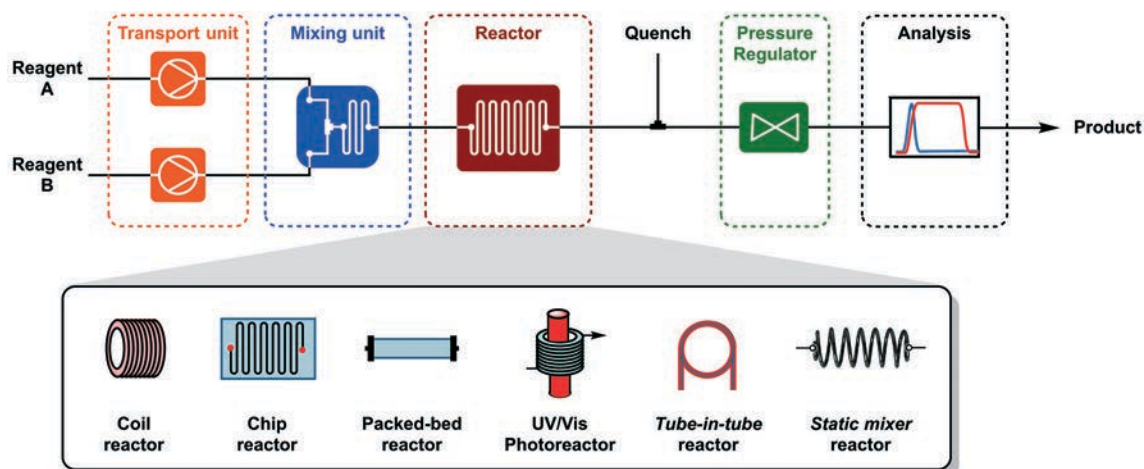 Transport unit
Mixing unit
Reactor
Quench
Pressure
Regulator
Analysis
Reagent
A
Reagent
B
Product
Coil
reactor
Chip
reactor
Packed-bed
reactor
UV/Vis
Photoreactor
Tube-in-tube
reactor
Static mixer
reactor